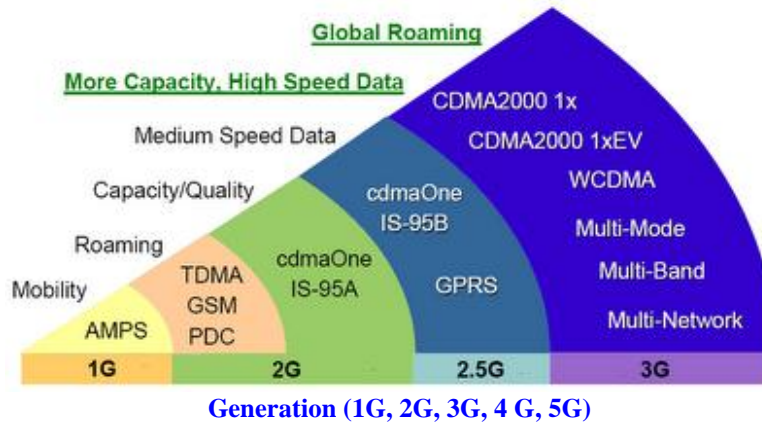 Global Roaming
More Capacity, High Speed Data
Medium Speed Data
Capacity/Quality
Roaming
Mobility
AMPS
TDMA
GSM
PDC
cdmaOne
IS-95A
cdmaOne
IS-95B
GPRS
CDMA2000 1x
CDMA2000 1xEV
WCDMA
Multi-Mode
Multi-Band
Multi-Network
1G
2G
2.5G
3G
Generation (1G, 2G, 3G, 4 G, 5G)